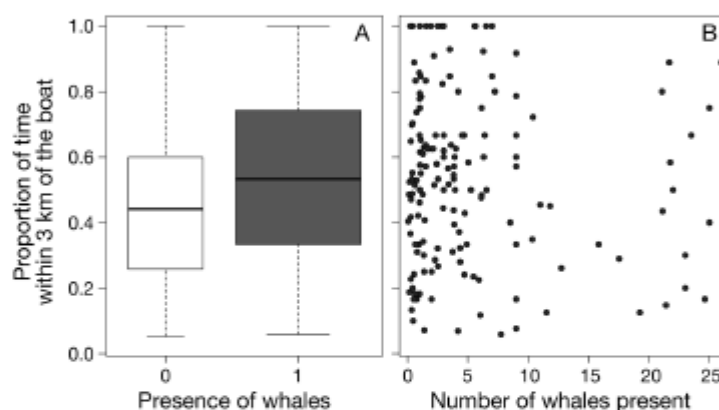 Proportion of time
within 3 km of the boat
1.0
0.8
0.6
0.4
0.2
0.0
A
0 1
Presence of whales
B
0 5 10 15 20 25
Number of whales present